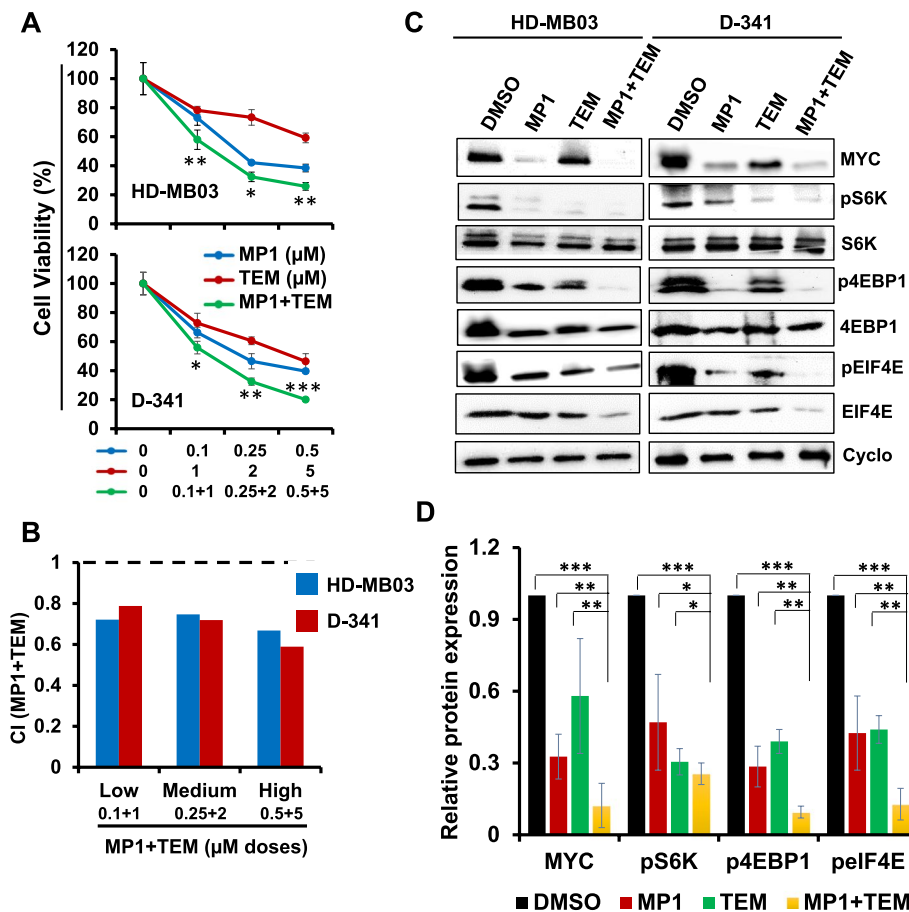 A
120
100
80
60
40
20
0
**
*
**
HD-MB03
Cell Viability (%)
MP1 (µM)
TEM (µM)
MP1+TEM
120
100
80
60
40
20
0
*
**
***
D-341
0 0.1 0.25 0.5
0 1 2 5
0 0.1+1 0.25+2 0.5+5
B
CI (MP1+TEM)
1
0.8
0.6
0.4
0.2
0
HD-MB03
D-341
Low Medium High
0.1+1 0.25+2 0.5+5
MP1+TEM (µM doses)
C
HD-MB03 D-341
DMSO MP1 TEM MP1+TEM DMSO MP1 TEM MP1+TEM
MYC
pS6K
S6K
p4EBP1
4EBP1
pEIF4E
EIF4E
Cyclo
D
Relative protein expression
1.2
0.9
0.6
0.3
0
*** *** *** ***
** * ** **
** * ** **
MYC pS6K p4EBP1 peIF4E
DMSO MP1 TEM MP1+TEM